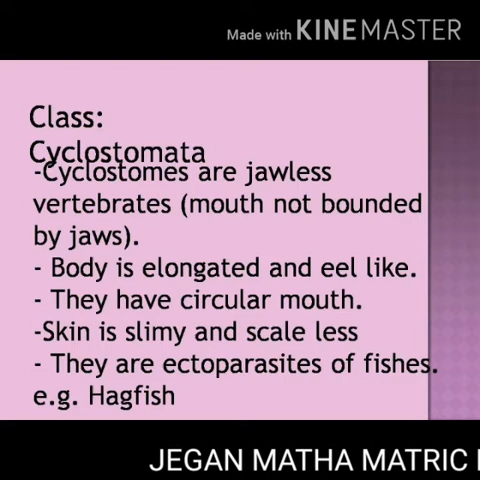 Made with KINEMASTER
Class:
Cyclostomata
-Cyclostomes are jawless
vertebrates (mouth not bounded
by jaws).
- Body is elongated and eel like.
- They have circular mouth.
-Skin is slimy and scale less
- They are ectoparasites of fishes.
e.g. Hagfish
JEGAN MATHA MATRIC